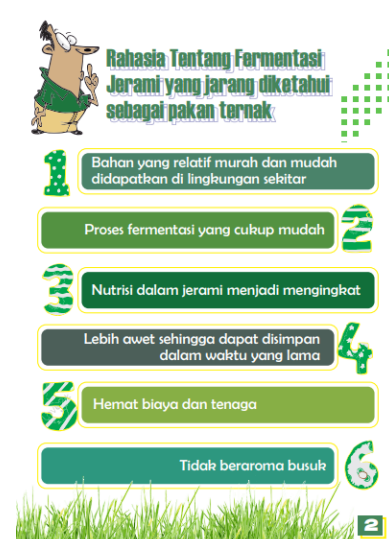 Rahasia Tentang Fermentasi
Jerami yang jarang diketahui
sebagai pakan ternak
1
Bahan yang relatif murah dan mudah
didapatkan di lingkungan sekitar
Proses fermentasi yang cukup mudah
2
3
Nutrisi dalam jerami menjadi mengingkat
Lebih awet sehingga dapat disimpan
dalam waktu yang lama
4
5
Hemat biaya dan tenaga
Tidak beraroma busuk
6
2